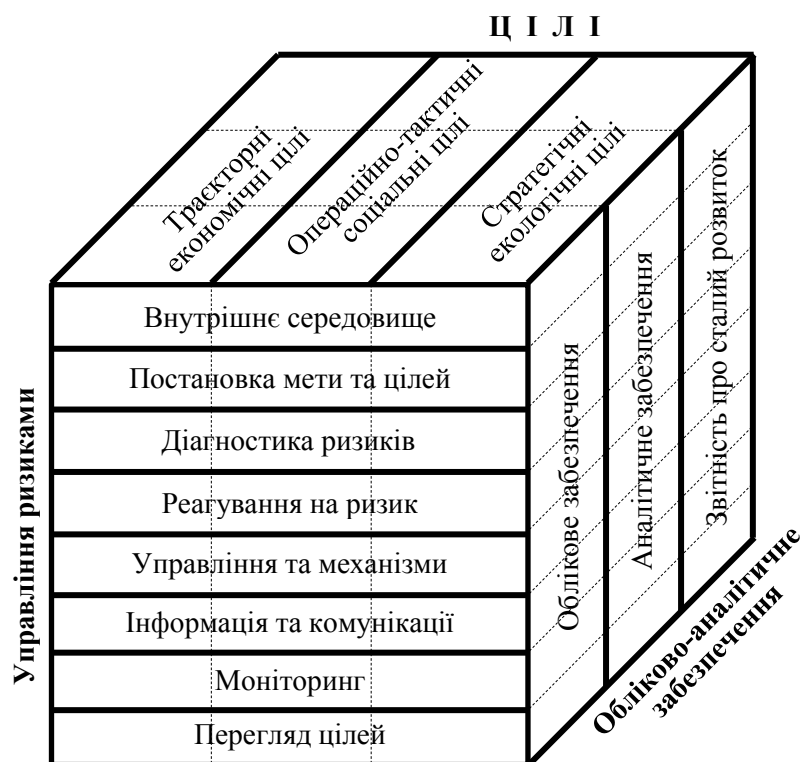 Ц І Л І
Траєкторні
економічні цілі
Операційно-тактичні
соціальні цілі
Стратегічні
екологічні цілі
Управління ризиками
Внутрішнє середовище
Постановка мети та цілей
Діагностика ризиків
Реагування на ризик
Управління та механізми
Інформація та комунікації
Моніторинг
Перегляд цілей
Облікове забезпечення
Аналітичне забезпечення
Звітність про сталий розвиток
Обліково-аналітичне
забезпечення